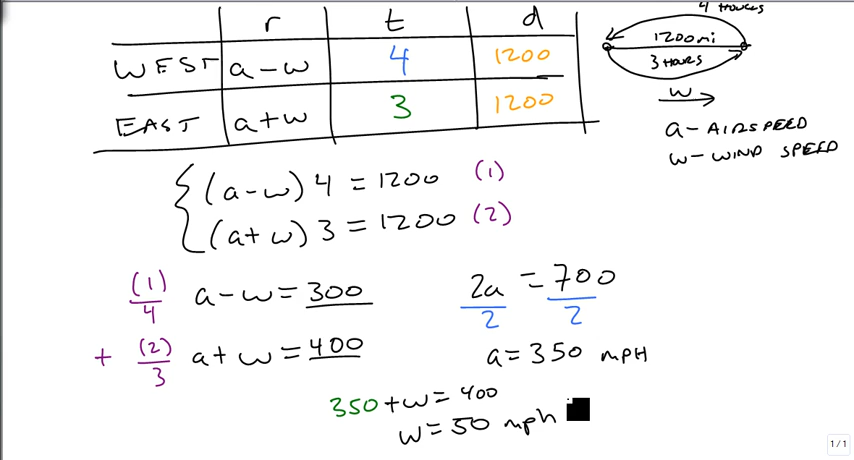 r t d
WEST a-w 4 1200
EAST a+w 3 1200
4 HOURS
1200 mi
3 HOURS
w
a - AIRSPEED
w - WIND SPEED
(a-w) 4 = 1200 (1)
(a+w) 3 = 1200 (2)
(1)/4 a-w = 300
+ (2)/3 a+w = 400
2a = 700
2 2
a = 350 MPH
350+w = 400
w = 50 mph
1 / 1